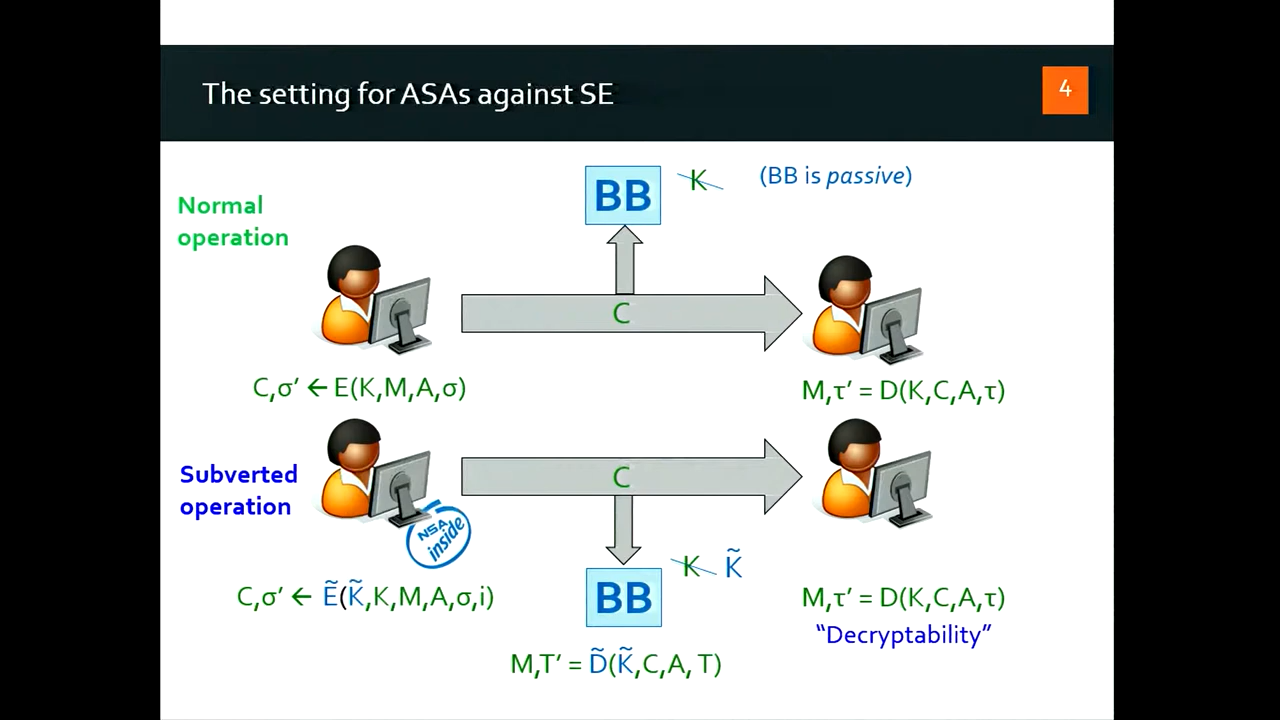 The setting for ASAs against SE
4
Normal
operation
BB
K
(BB is passive)
C
C,σ’ ← E(K,M,A,σ)
M,τ’ = D(K,C,A,τ)
Subverted
operation
C
NSA
inside
K K̃
C,σ’ ← Ẽ(K̃,K,M,A,σ,i)
BB
M,τ’ = D(K,C,A,τ)
“Decryptability”
M,T’ = D̃(K̃,C,A, T)